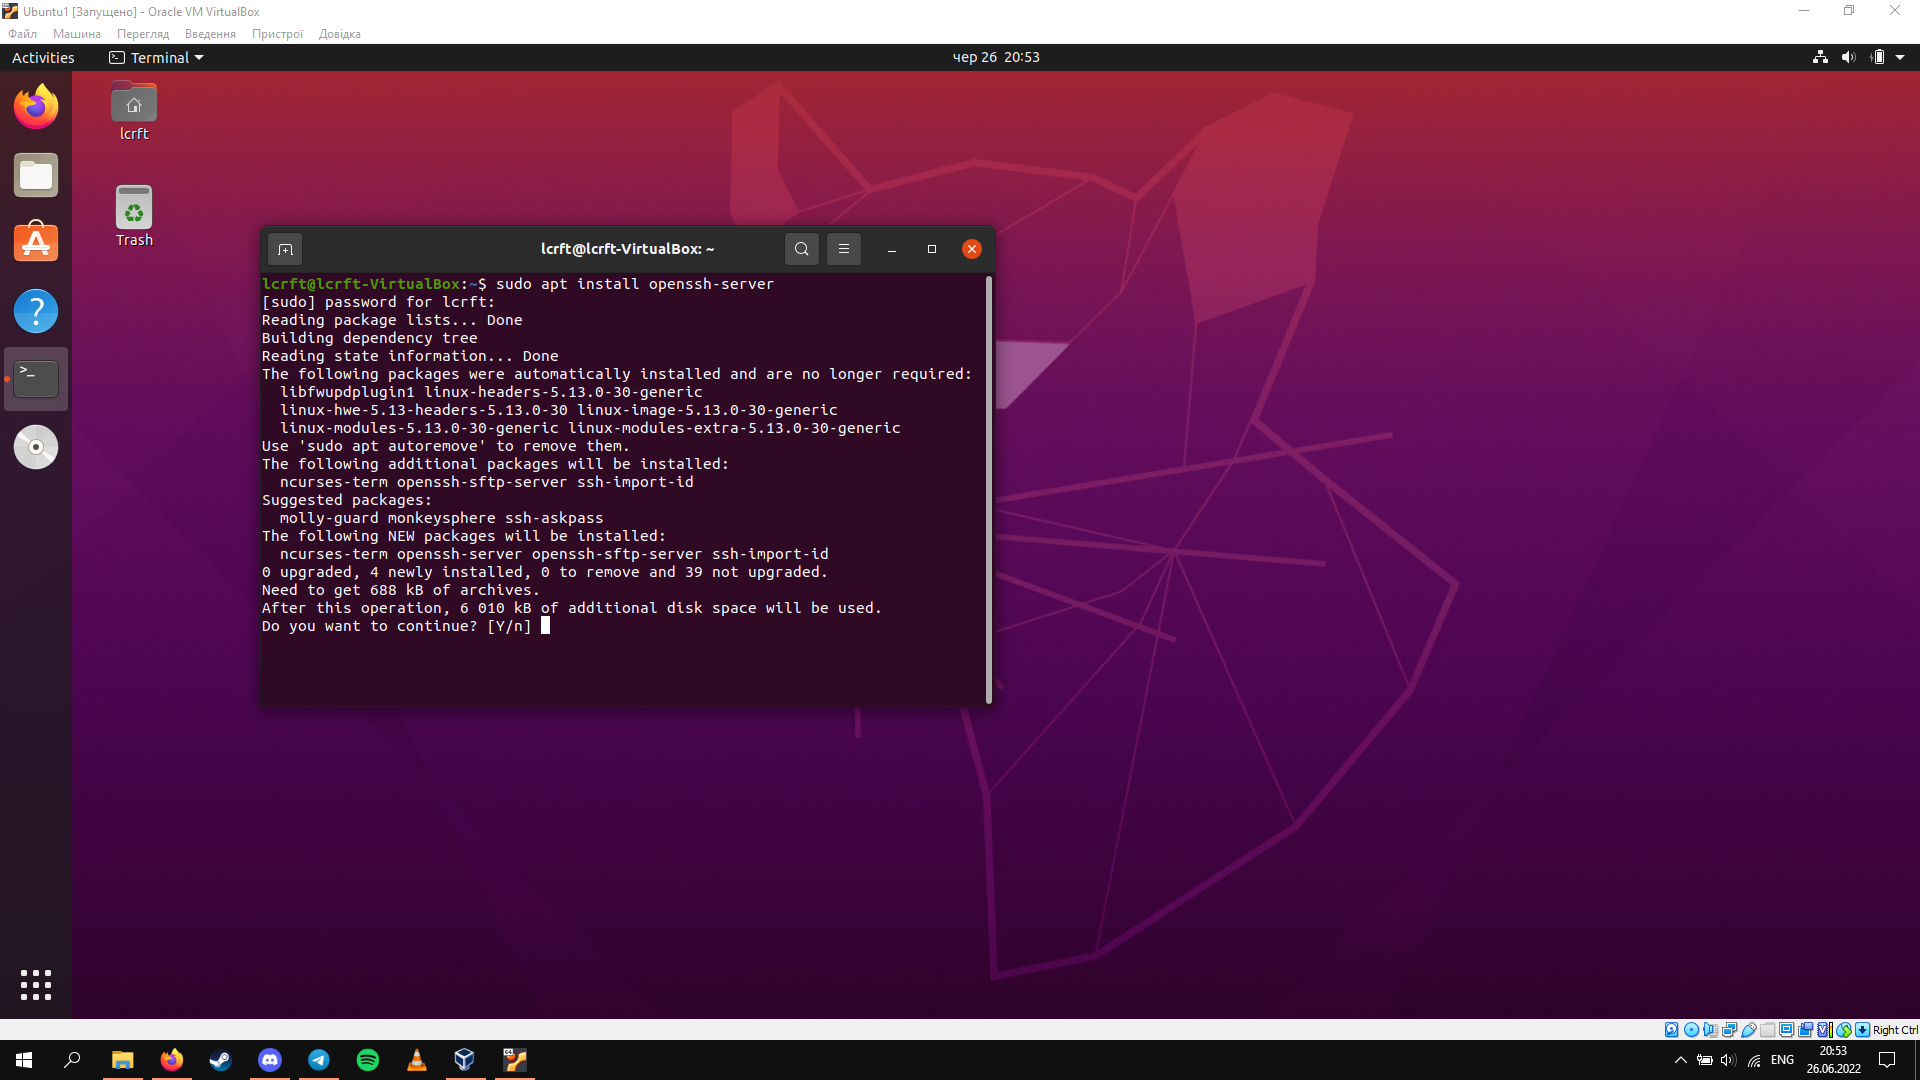 Ubuntu1 [Запущено] - Oracle VM VirtualBox
Файл Машина Перегляд Введення Пристрої Довідка
Activities Terminal чер 26 20:53
lcrft
Trash
lcrft@lcrft-VirtualBox: ~
lcrft@lcrft-VirtualBox:~$ sudo apt install openssh-server
[sudo] password for lcrft:
Reading package lists... Done
Building dependency tree
Reading state information... Done
The following packages were automatically installed and are no longer required:
libfwupdplugin1 linux-headers-5.13.0-30-generic
linux-hwe-5.13-headers-5.13.0-30 linux-image-5.13.0-30-generic
linux-modules-5.13.0-30-generic linux-modules-extra-5.13.0-30-generic
Use 'sudo apt autoremove' to remove them.
The following additional packages will be installed:
ncurses-term openssh-sftp-server ssh-import-id
Suggested packages:
molly-guard monkeysphere ssh-askpass
The following NEW packages will be installed:
ncurses-term openssh-server openssh-sftp-server ssh-import-id
0 upgraded, 4 newly installed, 0 to remove and 39 not upgraded.
Need to get 688 kB of archives.
After this operation, 6 010 kB of additional disk space will be used.
Do you want to continue? [Y/n]
Right Ctrl
ENG
20:53
26.06.2022